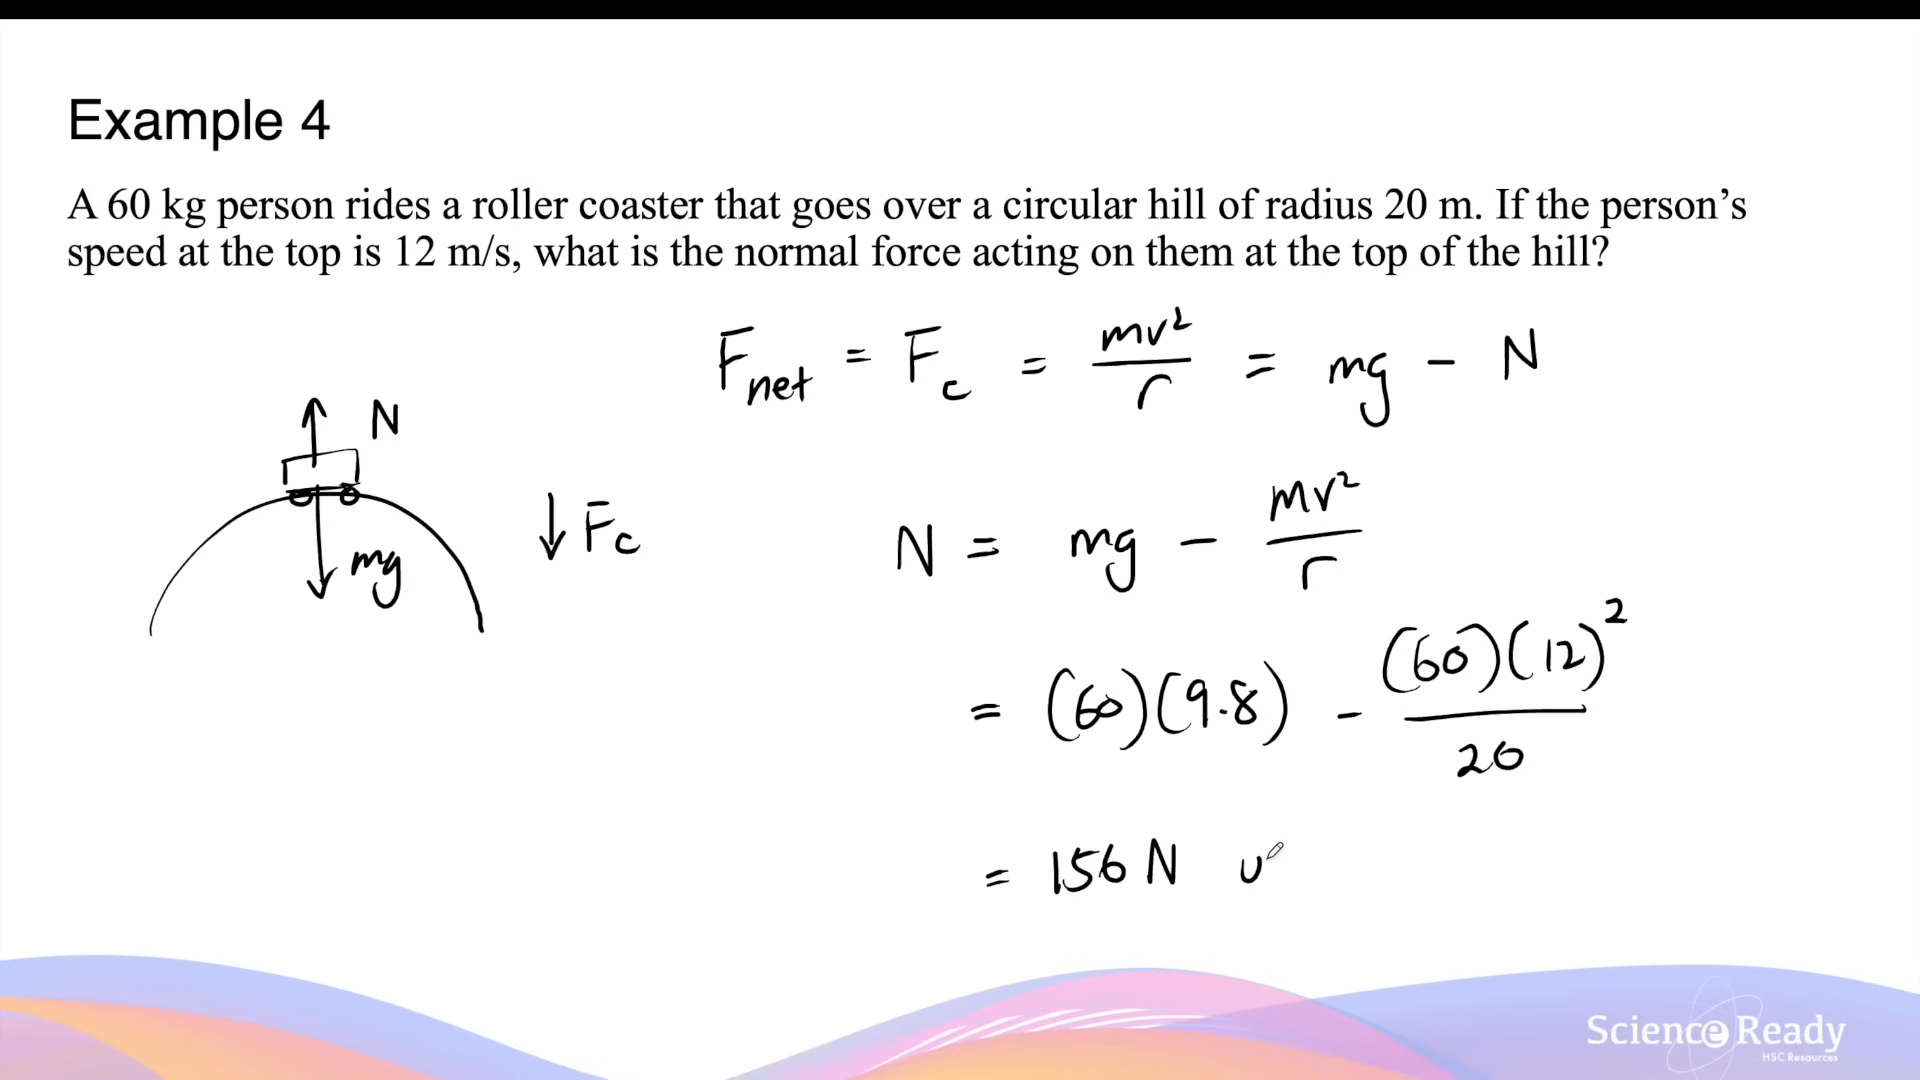 Example 4
A 60 kg person rides a roller coaster that goes over a circular hill of radius 20 m. If the person’s
speed at the top is 12 m/s, what is the normal force acting on them at the top of the hill?
F_net = F_c = mv²/r = mg - N
N
mg
↓ F_c
N = mg - mv²/r
= (60)(9.8) - (60)(12)²/20
= 156 N u
Science Ready
HSC Resources